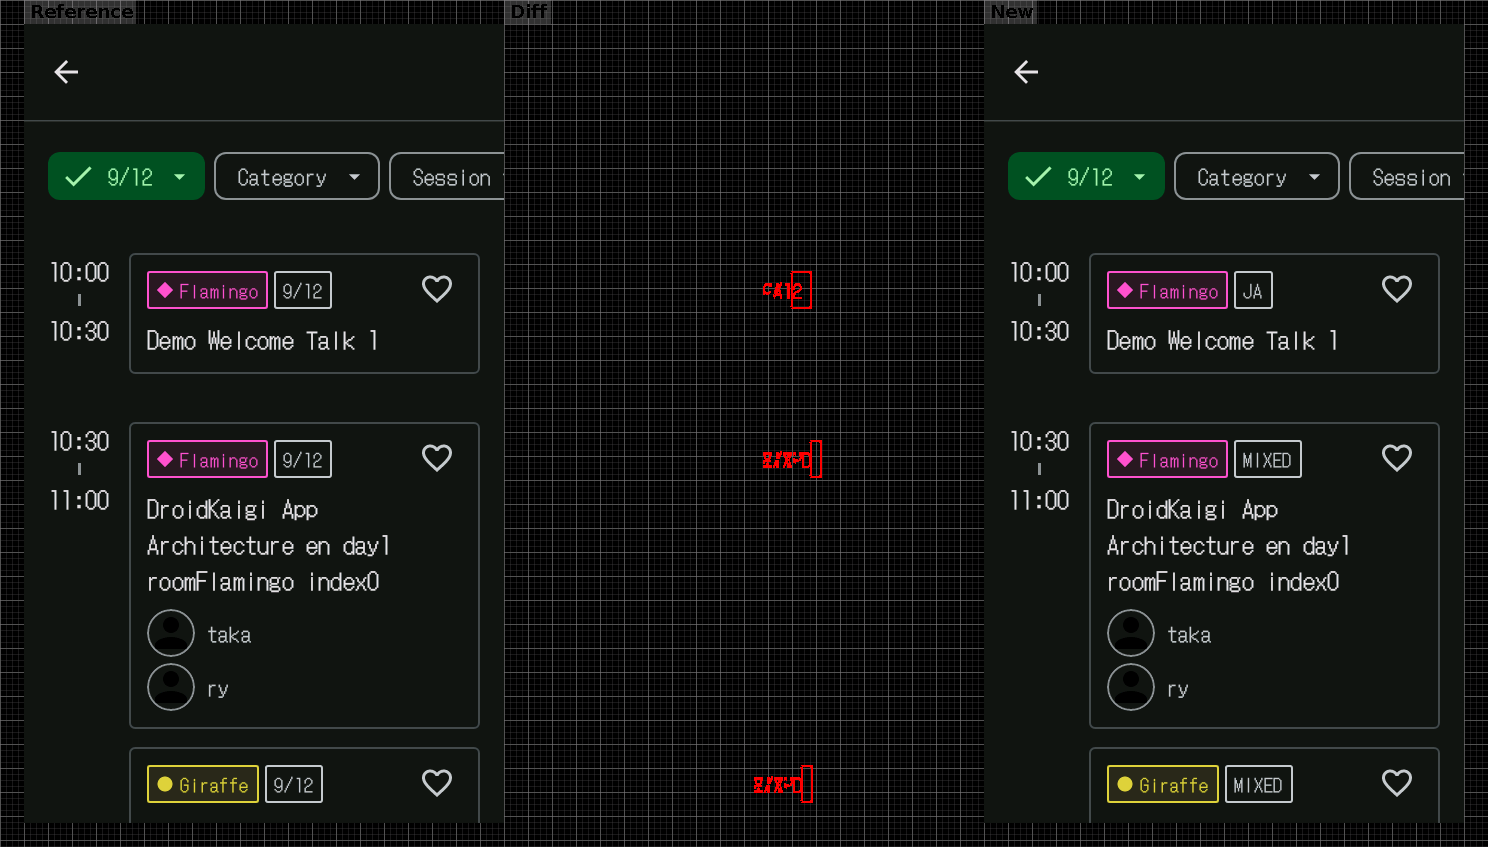 Reference
Diff
New
9/12
Category
Session
10:00
10:30
Flamingo
9/12
Demo Welcome Talk 1
10:30
11:00
Flamingo
9/12
DroidKaigi App
Architecture en day1
roomFlamingo index0
taka
ry
Giraffe
9/12
9/12
Category
Session
10:00
10:30
Flamingo
JA
Demo Welcome Talk 1
10:30
11:00
Flamingo
MIXED
DroidKaigi App
Architecture en day1
roomFlamingo index0
taka
ry
Giraffe
MIXED